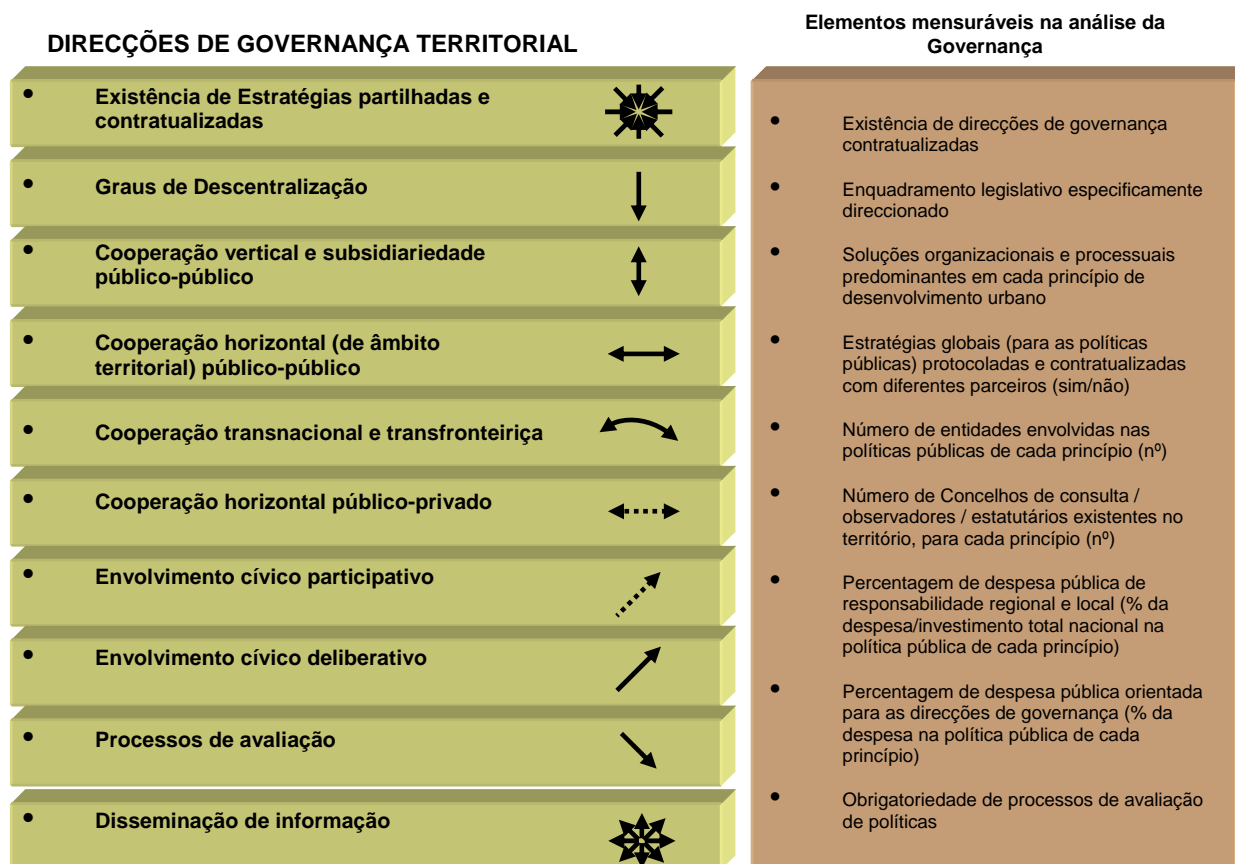 DIRECÇÕES DE GOVERNANÇA TERRITORIAL
• Existência de Estratégias partilhadas e
contratualizadas
• Graus de Descentralização
• Cooperação vertical e subsidiariedade
público-público
• Cooperação horizontal (de âmbito
territorial) público-público
• Cooperação transnacional e transfronteiriça
• Cooperação horizontal público-privado
• Envolvimento cívico participativo
• Envolvimento cívico deliberativo
• Processos de avaliação
• Disseminação de informação
Elementos mensuráveis na análise da
Governança
• Existência de direcções de governança
contratualizadas
• Enquadramento legislativo especificamente
direccionado
• Soluções organizacionais e processuais
predominantes em cada princípio de
desenvolvimento urbano
• Estratégias globais (para as políticas
públicas) protocoladas e contratualizadas
com diferentes parceiros (sim/não)
• Número de entidades envolvidas nas
políticas públicas de cada princípio (nº)
• Número de Concelhos de consulta /
observadores / estatutários existentes no
território, para cada princípio (nº)
• Percentagem de despesa pública de
responsabilidade regional e local (% da
despesa/investimento total nacional na
política pública de cada princípio)
• Percentagem de despesa pública orientada
para as direcções de governança (% da
despesa na política pública de cada
princípio)
• Obrigatoriedade de processos de avaliação
de políticas